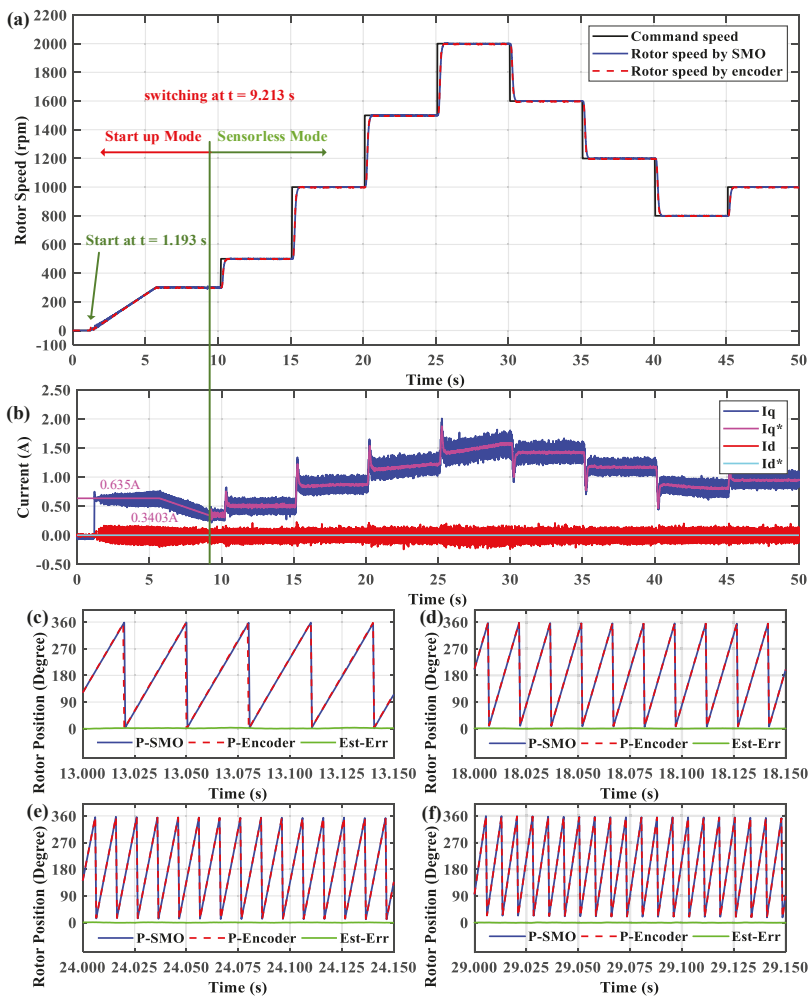 (a)
2200
2000
1800
1600
1400
1200
1000
800
600
400
200
0
-100
Rotor Speed (rpm)
Command speed
Rotor speed by SMO
Rotor speed by encoder
switching at t = 9.213 s
Start up Mode
Sensorless Mode
Start at t = 1.193 s
0 5 10 15 20 25 30 35 40 45 50
Time (s)
(b)
2.50
2.00
1.50
1.00
0.50
0.00
-0.50
Current (A)
Iq
Iq*
Id
Id*
0.635A
0.3403A
0 5 10 15 20 25 30 35 40 45 50
Time (s)
(c)
360
270
180
90
0
Rotor Position (Degree)
P-SMO P-Encoder Est-Err
13.000 13.025 13.050 13.075 13.100 13.125 13.150
Time (s)
(d)
360
270
180
90
0
Rotor Position (Degree)
P-SMO P-Encoder Est-Err
18.000 18.025 18.050 18.075 18.100 18.125 18.150
Time (s)
(e)
360
270
180
90
0
Rotor Position (Degree)
P-SMO P-Encoder Est-Err
24.000 24.025 24.050 24.075 24.100 24.125 24.150
Time (s)
(f)
360
270
180
90
0
Rotor Position (Degree)
P-SMO P-Encoder Est-Err
29.000 29.025 29.050 29.075 29.100 29.125 29.150
Time (s)